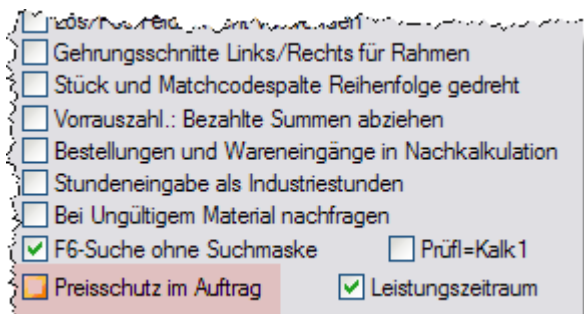 Gehrungsschnitte Links/Rechts für Rahmen
Stück und Matchcodespalte Reihenfolge gedreht
Vorrauszahl.: Bezahlte Summen abziehen
Bestellungen und Wareneingänge in Nachkalkulation
Stundeneingabe als Industriestunden
Bei Ungültigem Material nachfragen
F6-Suche ohne Suchmaske Prüfl=Kalk1
Preisschutz im Auftrag Leistungszeitraum